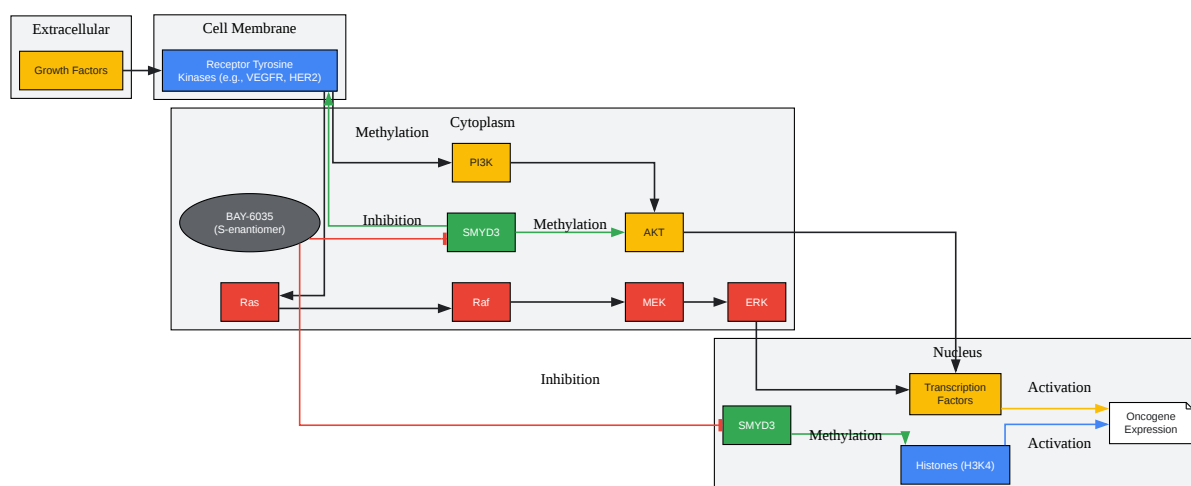 Extracellular
Growth Factors
Cell Membrane
Receptor Tyrosine
Kinases (e.g., VEGFR, HER2)
Cytoplasm
Methylation
PI3K
BAY-6035
(S-enantiomer)
Inhibition
SMYD3
Methylation
AKT
Ras
Raf
MEK
ERK
Inhibition
Nucleus
Transcription
Factors
Activation
SMYD3
Methylation
Histones (H3K4)
Activation
Oncogene
Expression